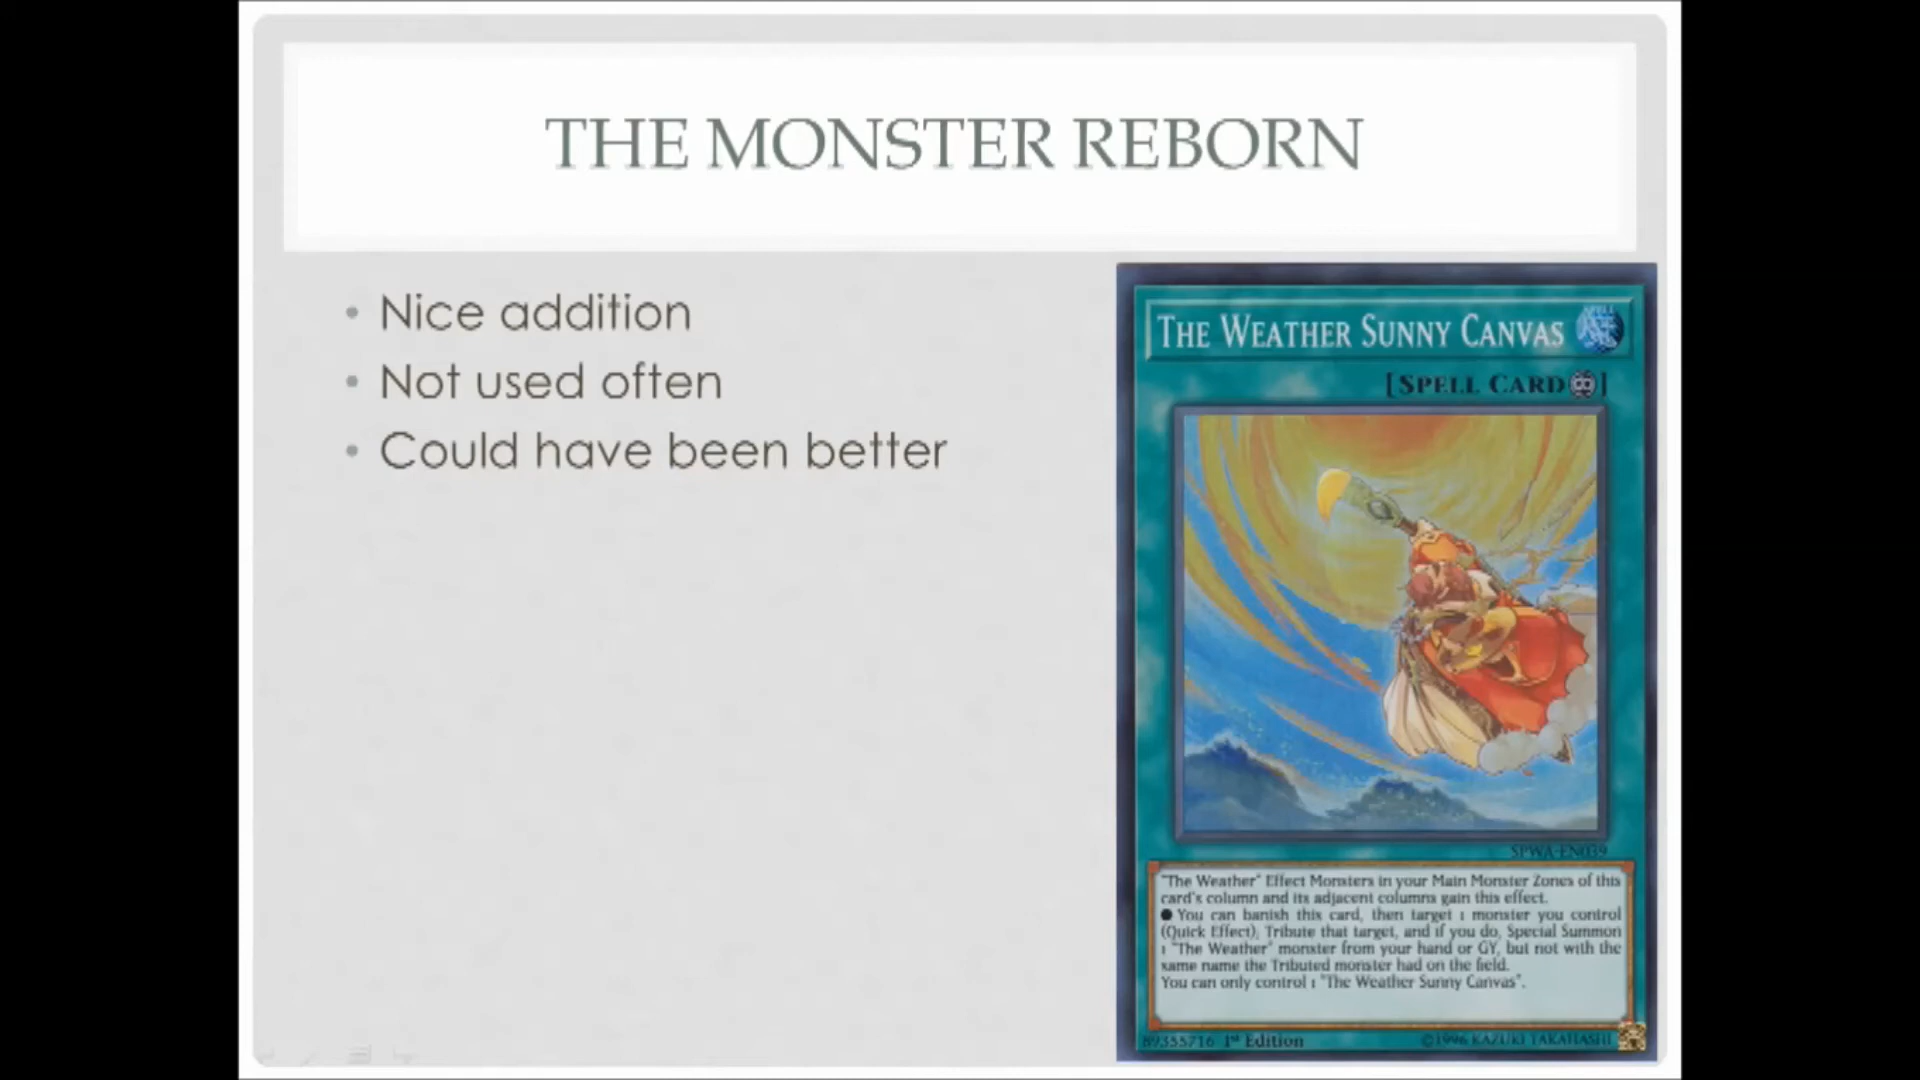 THE MONSTER REBORN
• Nice addition
• Not used often
• Could have been better
THE WEATHER SUNNY CANVAS
[SPELL CARD]
SPWA-EN039
"The Weather" Effect Monsters in your Main Monster Zones of this
card's column and its adjacent columns gain this effect.
● You can banish this card, then target 1 monster you control
(Quick Effect); Tribute that target, and if you do, Special Summon
1 "The Weather" monster from your hand or GY, but not with the
same name the Tributed monster had on the field.
You can only control 1 "The Weather Sunny Canvas".
89355716 1st Edition
©1996 KAZUKI TAKAHASHI